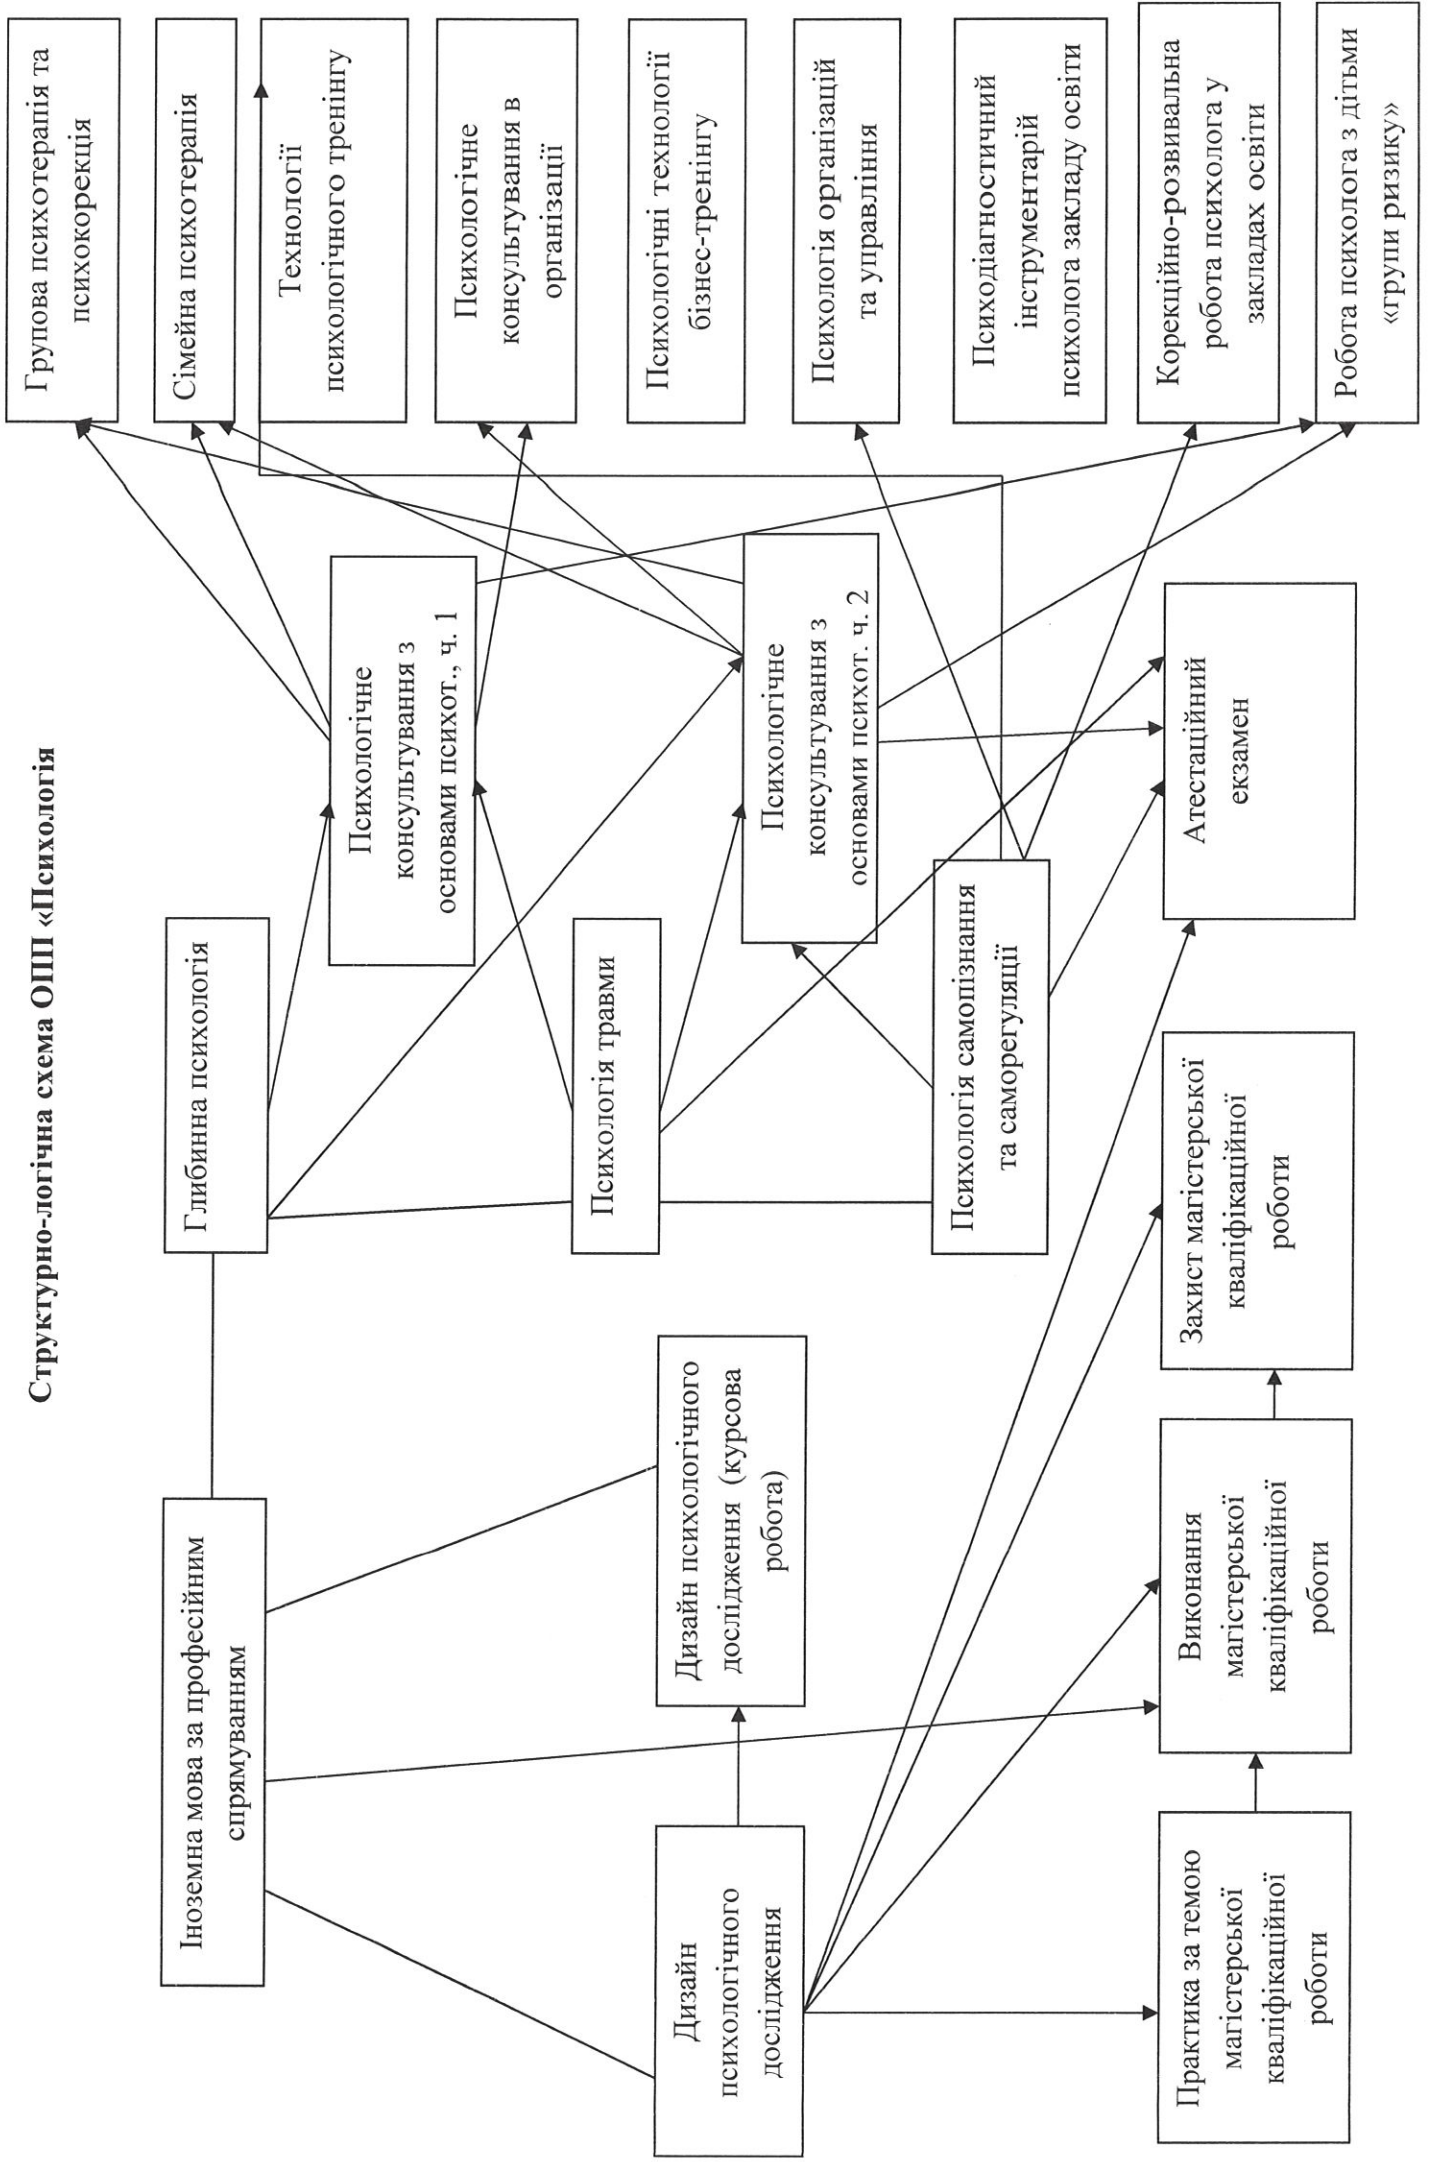 Структурно-логічна схема ОПП «Психологія
Іноземна мова за професійним
спрямуванням
Глибинна психологія
Групова психотерапія та
психокорекція
Сімейна психотерапія
Технології
психологічного тренінгу
Психологічне
консультування з
основами психот., ч. 1
Психологічне
консультування в
організації
Психологія травми
Психологічні технології
бізнес-тренінгу
Дизайн
психологічного
дослідження
Дизайн психологічного
дослідження (курсова
робота)
Психологічне
консультування з
основами психот. ч. 2
Психологія організацій
та управління
Психологія самопізнання
та саморегуляції
Психодіагностичний
інструментарій
психолога закладу освіти
Практика за темою
магістерської
кваліфікаційної
роботи
Виконання
магістерської
кваліфікаційної
роботи
Захист магістерської
кваліфікаційної
роботи
Атестаційний
екзамен
Корекційно-розвивальна
робота психолога у
закладах освіти
Робота психолога з дітьми
«групи ризику»